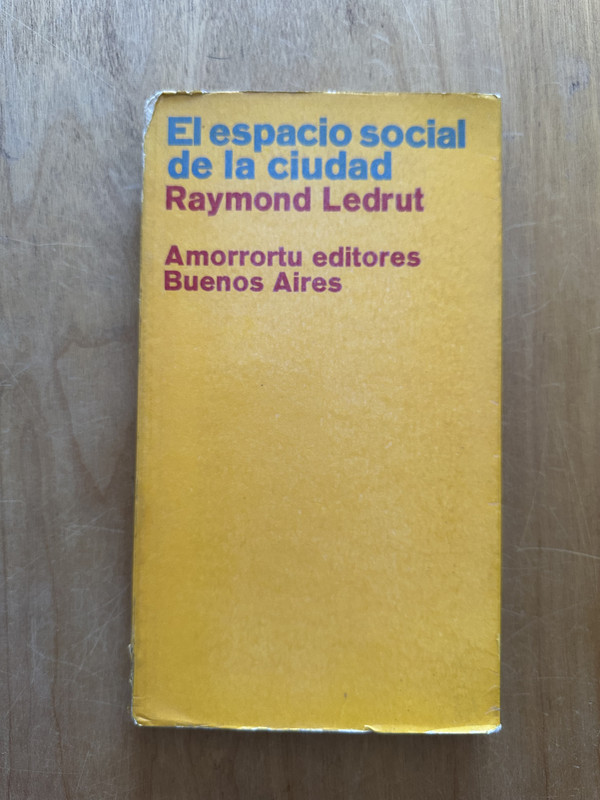 El espacio social
de la ciudad
Raymond Ledrut
Amorrortu editores
Buenos Aires